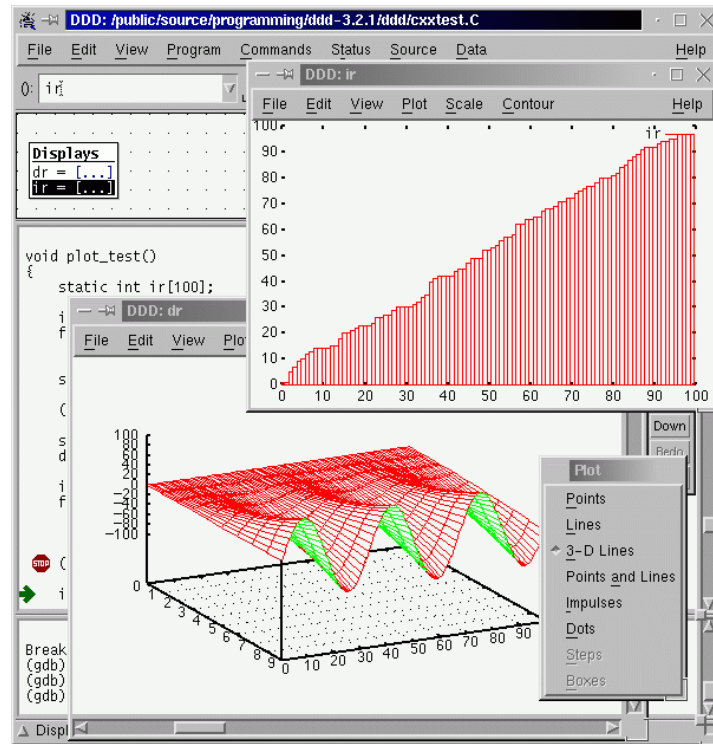 DDD: /public/source/programming/ddd-3.2.1/ddd/cxxtest.C
File Edit View Program Commands Status Source Data Help
(): ir
Displays
dr = [...]
ir = [...]
void plot_test()
{
static int ir[100];
i
f
s
(
s
d
i
f
STOP (
i
Break
(gdb)
(gdb)
(gdb)
Displ
Down
Redo
DDD: ir
File Edit View Plot Scale Contour Help
ir
100
90
80
70
60
50
40
30
20
10
0
0 10 20 30 40 50 60 70 80 90 100
DDD: dr
File Edit View Plo
100
80
60
40
20
0
-20
-40
-60
-80
-100
0 1 2 3 4 5 6 7 8 9
0 10 20 30 40 50 60 70 80 90
Plot
Points
Lines
3-D Lines
Points and Lines
Impulses
Dots
Steps
Boxes